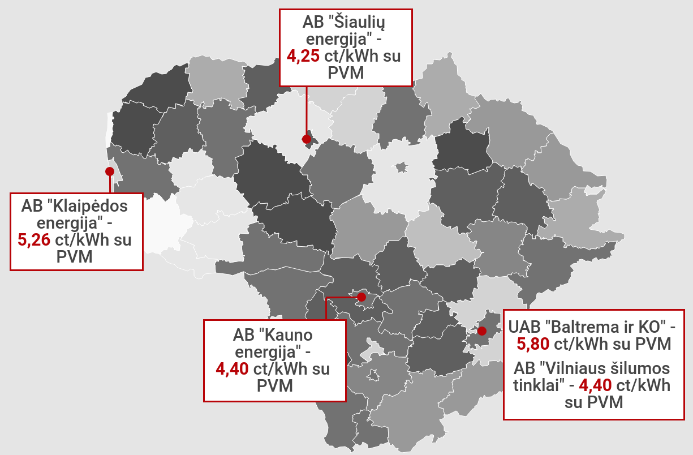 AB "Šiaulių
energija" -
4,25 ct/kWh su
PVM
AB "Klaipėdos
energija" -
5,26 ct/kWh su
PVM
AB "Kauno
energija" -
4,40 ct/kWh su
PVM
UAB "Baltrema ir KO" -
5,80 ct/kWh su PVM
AB "Vilniaus šilumos
tinklai" - 4,40 ct/kWh
su PVM